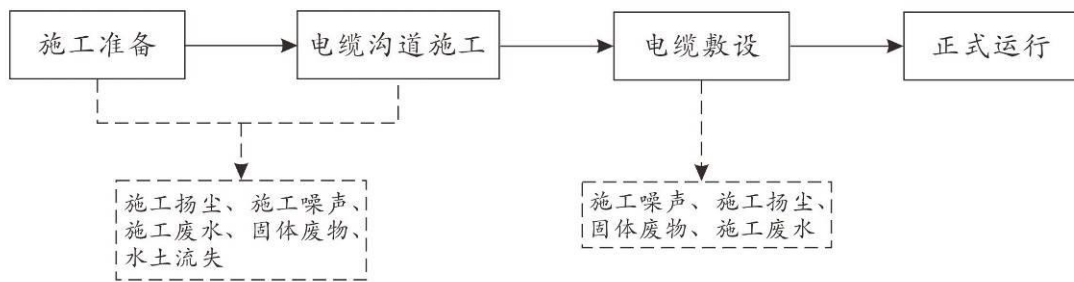 施工准备
电缆沟道施工
电缆敷设
正式运行
施工扬尘、施工噪声、
施工废水、固体废物、
水土流失
施工噪声、施工扬尘、
固体废物、施工废水